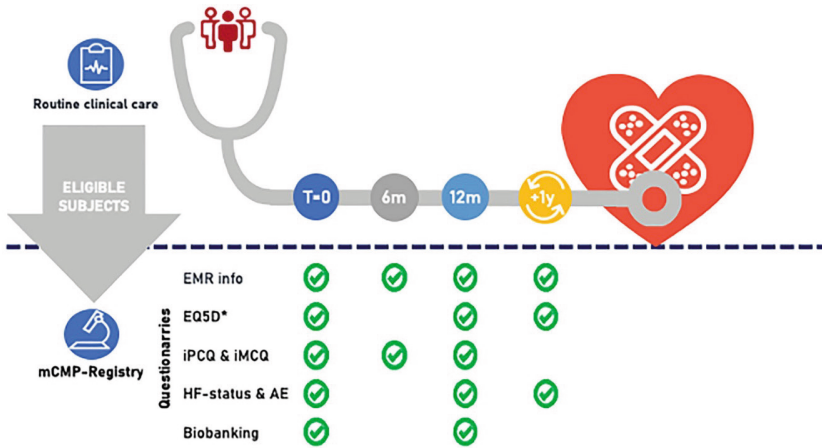 Routine clinical care
ELIGIBLE
SUBJECTS
T=0
6m
12m
+1y
EMR info
EQ5D*
iPCQ & iMCQ
HF-status & AE
Biobanking
Questionarries
mCMP-Registry